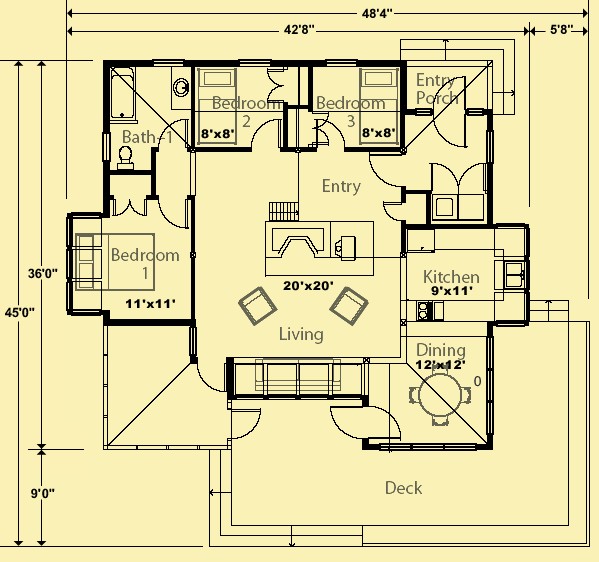 48'4"
42'8"
5'8"
Entry
Porch
Bedroom
2
8'x8'
Bedroom
3
8'x8'
Bath-1
Entry
Bedroom
1
11'x11'
36'0"
45'0"
20'x20'
Living
Kitchen
9'x11'
Dining
12'x12'
0
9'0"
Deck